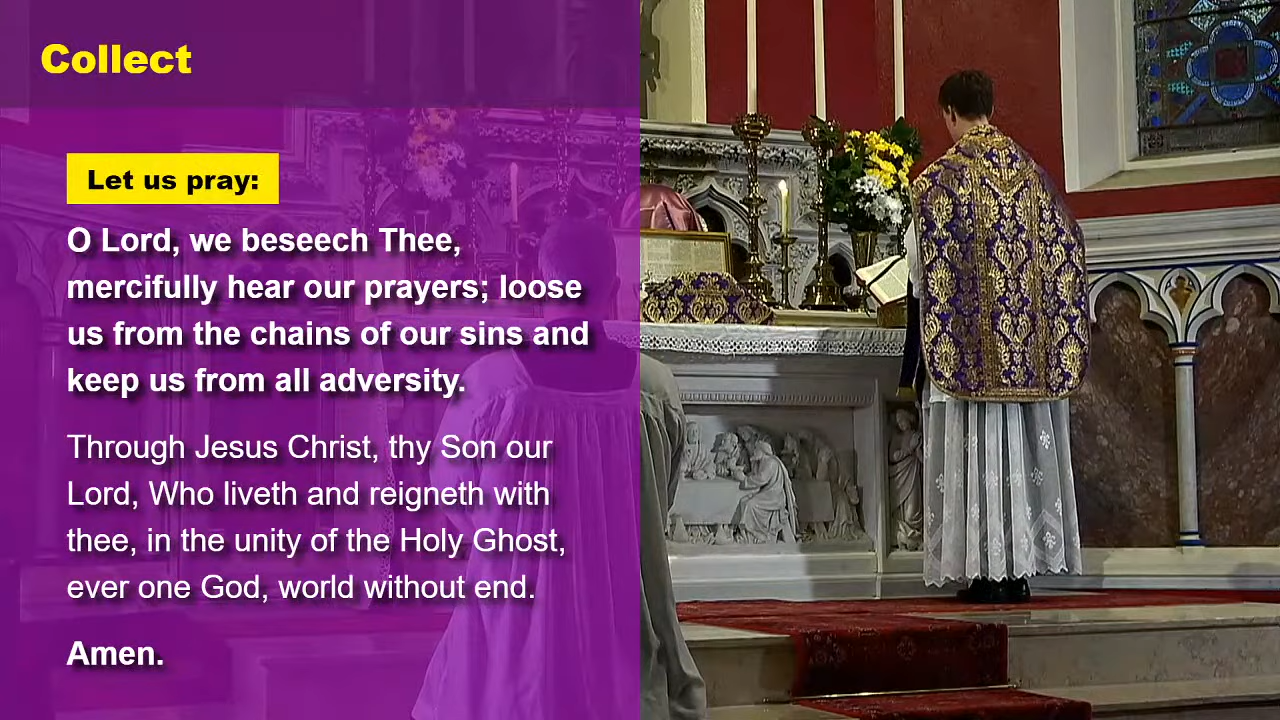 Collect
Let us pray:
O Lord, we beseech Thee,
mercifully hear our prayers; loose
us from the chains of our sins and
keep us from all adversity.
Through Jesus Christ, thy Son our
Lord, Who liveth and reigneth with
thee, in the unity of the Holy Ghost,
ever one God, world without end.
Amen.